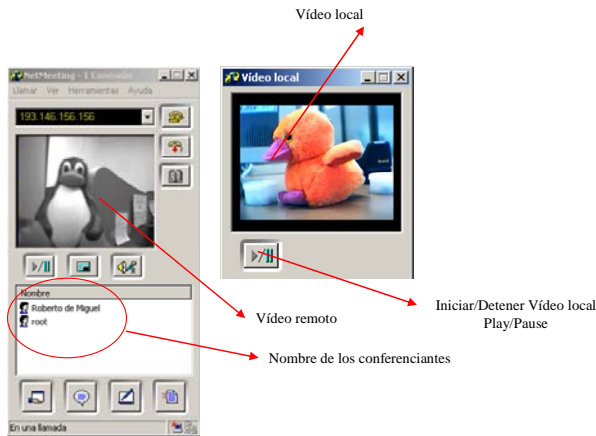 Vídeo local
NetMeeting - 1 Conexión
Llamar Ver Herramientas Ayuda
193.146.156.156
Nombre
Roberto de Miguel
root
En una llamada
Vídeo local
Iniciar/Detener Vídeo local
Play/Pause
Vídeo remoto
Nombre de los conferenciantes